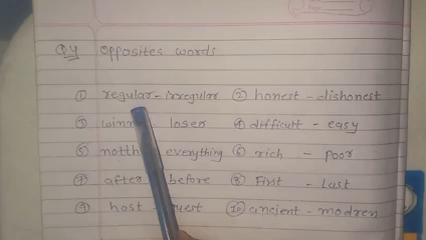 Q4 Opposites words
① regular - irregular ② honest - dishonest
③ loser ④ difficult - easy
⑤ everything ⑥ rich - poor
⑦ after before ⑧ First - Last
⑨ host - ⑩ ancient - modren